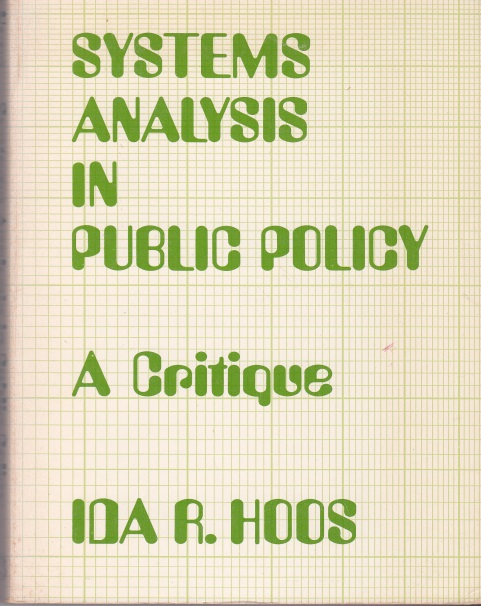 SYSTEMS
ANALYSIS
IN
PUBLIC POLICY
A Critique
IDA R. HOOS